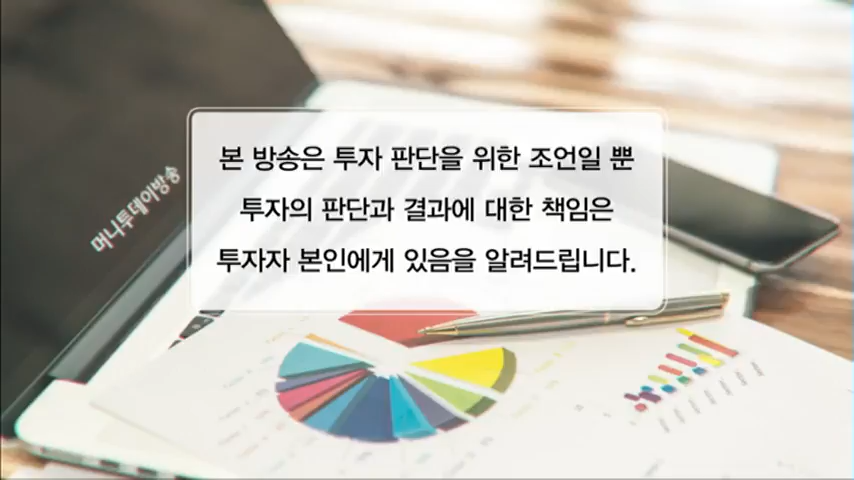 본 방송은 투자 판단을 위한 조언일 뿐
투자의 판단과 결과에 대한 책임은
투자자 본인에게 있음을 알려드립니다.
머니투데이방송